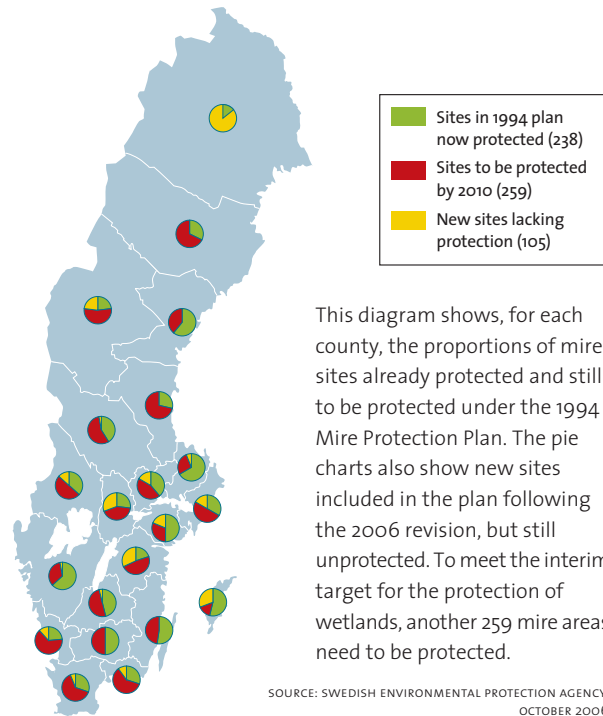 Sites in 1994 plan
now protected (238)
Sites to be protected
by 2010 (259)
New sites lacking
protection (105)
This diagram shows, for each
county, the proportions of mire
sites already protected and still
to be protected under the 1994
Mire Protection Plan. The pie
charts also show new sites
included in the plan following
the 2006 revision, but still
unprotected. To meet the interim
target for the protection of
wetlands, another 259 mire areas
need to be protected.
SOURCE: SWEDISH ENVIRONMENTAL PROTECTION AGENCY
OCTOBER 2006